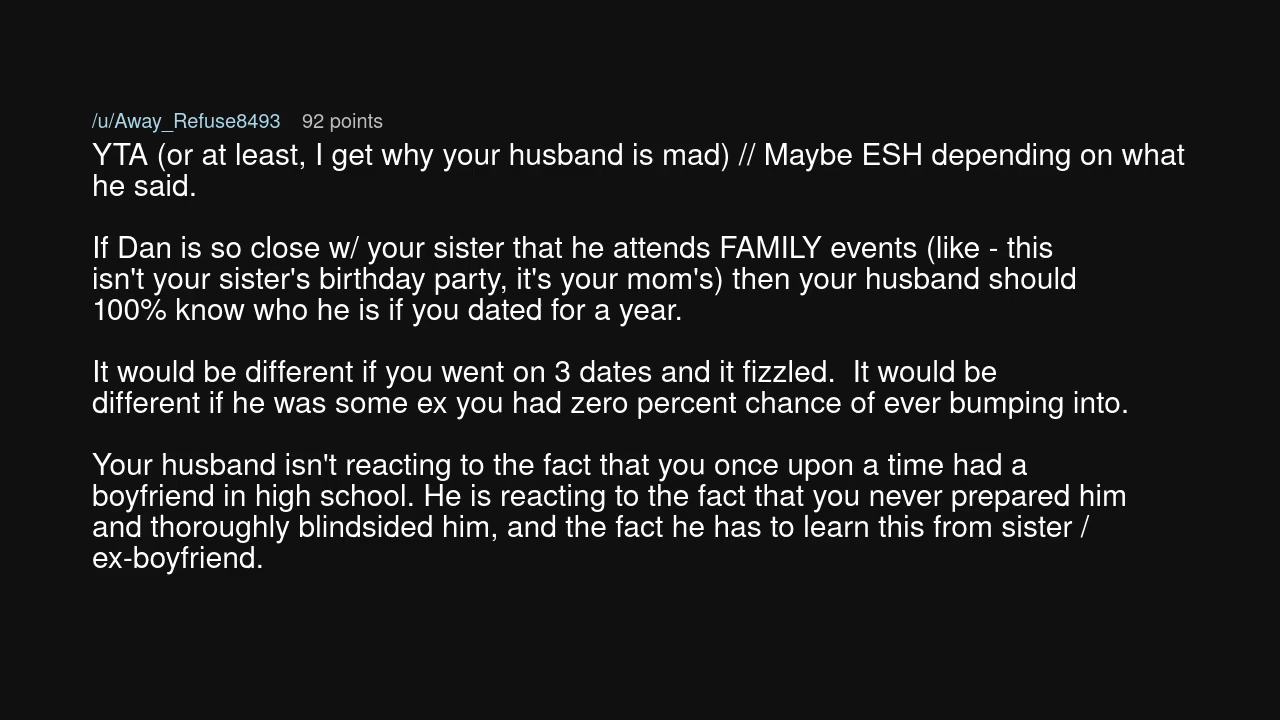 /u/Away_Refuse8493 92 points
YTA (or at least, I get why your husband is mad) // Maybe ESH depending on what
he said.
If Dan is so close w/ your sister that he attends FAMILY events (like - this
isn't your sister's birthday party, it's your mom's) then your husband should
100% know who he is if you dated for a year.
It would be different if you went on 3 dates and it fizzled.  It would be
different if he was some ex you had zero percent chance of ever bumping into.
Your husband isn't reacting to the fact that you once upon a time had a
boyfriend in high school. He is reacting to the fact that you never prepared him
and thoroughly blindsided him, and the fact he has to learn this from sister /
ex-boyfriend.